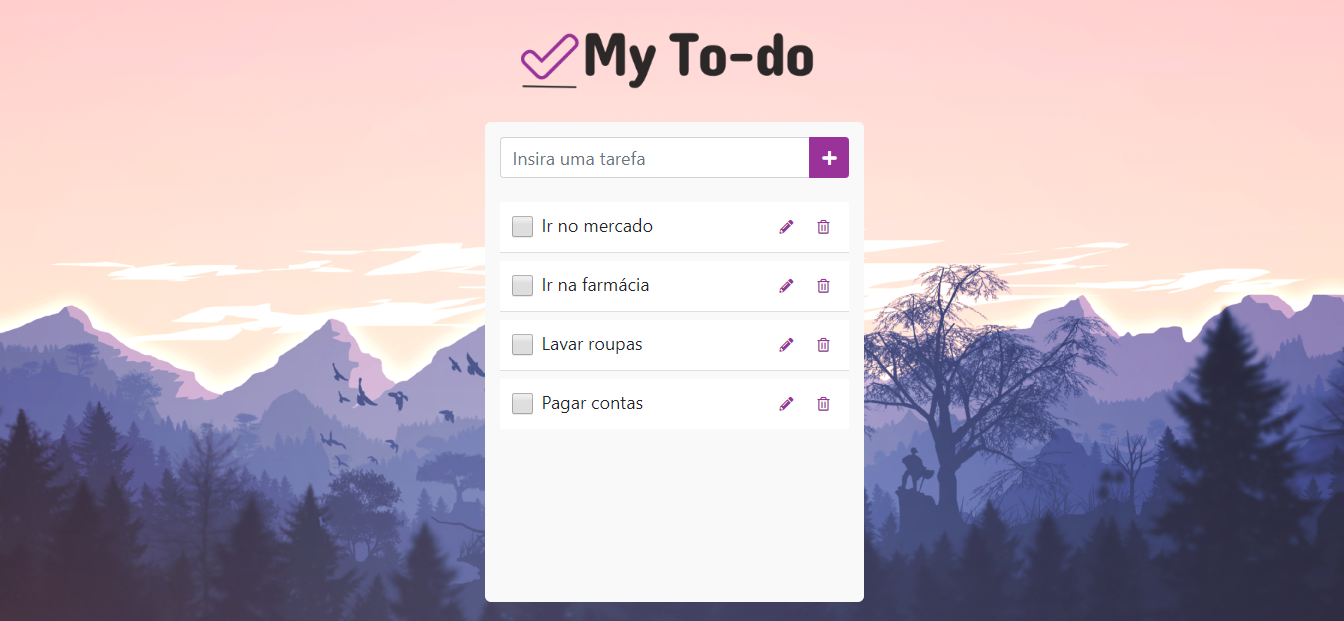 My To-do
Insira uma tarefa
Ir no mercado
Ir na farmácia
Lavar roupas
Pagar contas